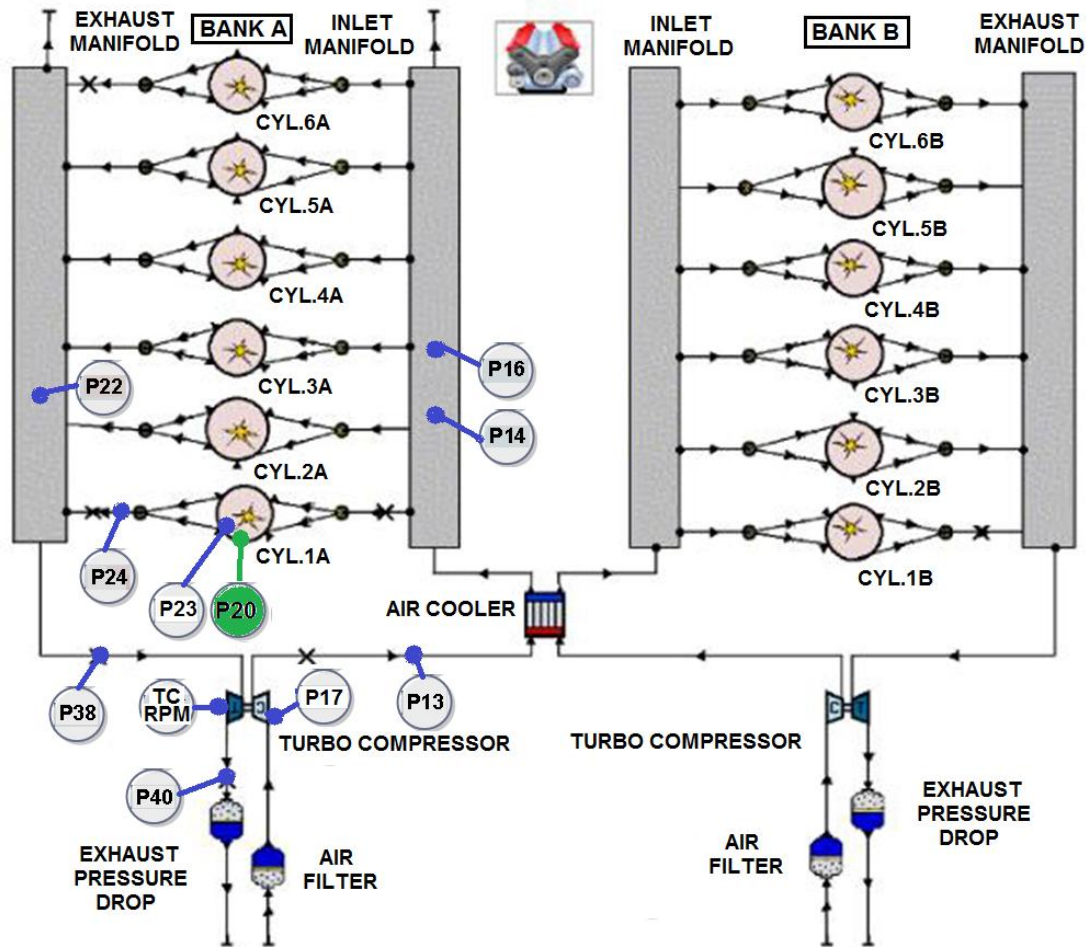 EXHAUST
MANIFOLD
BANK A
INLET
MANIFOLD
INLET
MANIFOLD
BANK B
EXHAUST
MANIFOLD
CYL.6A
CYL.5A
CYL.4A
CYL.3A
CYL.2A
CYL.1A
CYL.6B
CYL.5B
CYL.4B
CYL.3B
CYL.2B
CYL.1B
P22
P16
P14
P24
P23
P20
AIR COOLER
P38
TC
RPM
P17
P13
TURBO COMPRESSOR
TURBO COMPRESSOR
T
C
C
T
P40
EXHAUST
PRESSURE
DROP
AIR
FILTER
AIR
FILTER
EXHAUST
PRESSURE
DROP